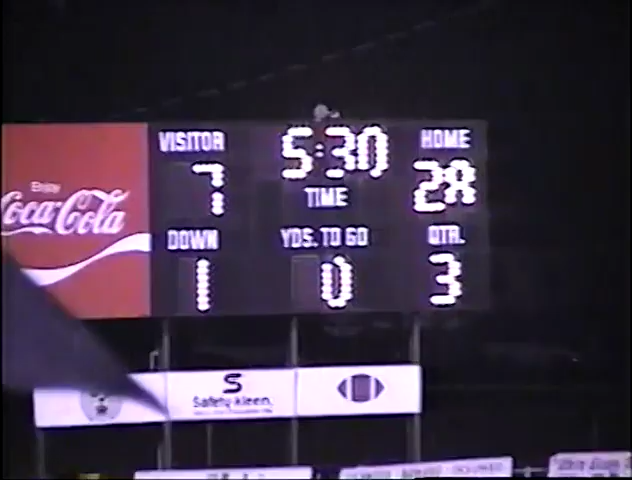 VISITOR 5:30 HOME
7 TIME 28
DOWN YDS. TO GO QTR.
1 0 3
Enjoy
Coca-Cola
Safety-kleen